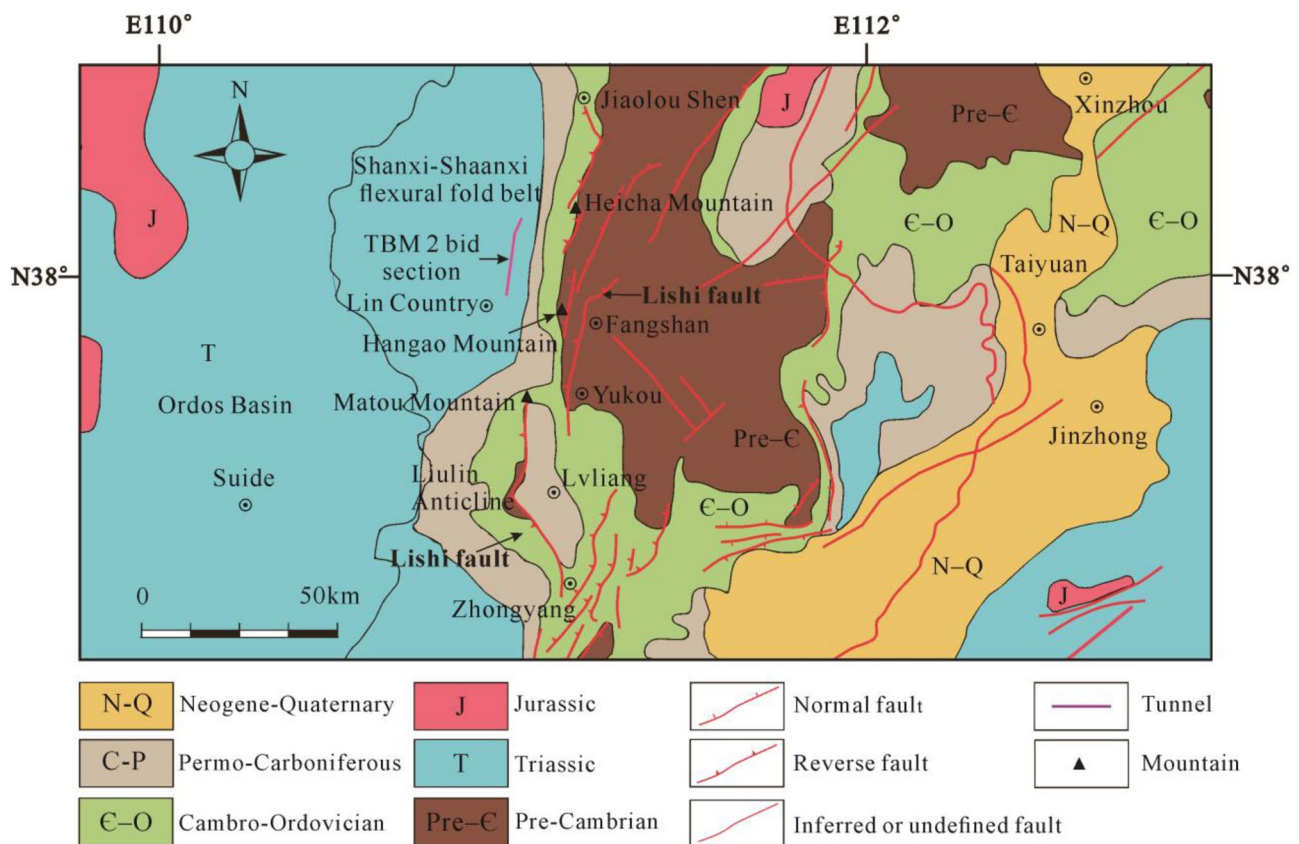 E110°
E112°
N
Jiaolou Shen
J
Pre–Є
Xinzhou
Shanxi-Shaanxi
flexural fold belt
Heicha Mountain
J
Є–O
N–Q
Є–O
TBM 2 bid
section
Taiyuan
N38°
N38°
Lin Country
Lishi fault
Fangshan
Hangao Mountain
T
Ordos Basin
Matou Mountain
Yukou
Jinzhong
Pre–Є
Suide
Liulin
Anticline
Lvliang
Є–O
Lishi fault
N–Q
0 50km
Zhongyang
J
N-Q Neogene-Quaternary
J Jurassic
Normal fault
Tunnel
C-P Permo-Carboniferous
T Triassic
Reverse fault
Mountain
Є–O Cambro-Ordovician
Pre–Є Pre-Cambrian
Inferred or undefined fault